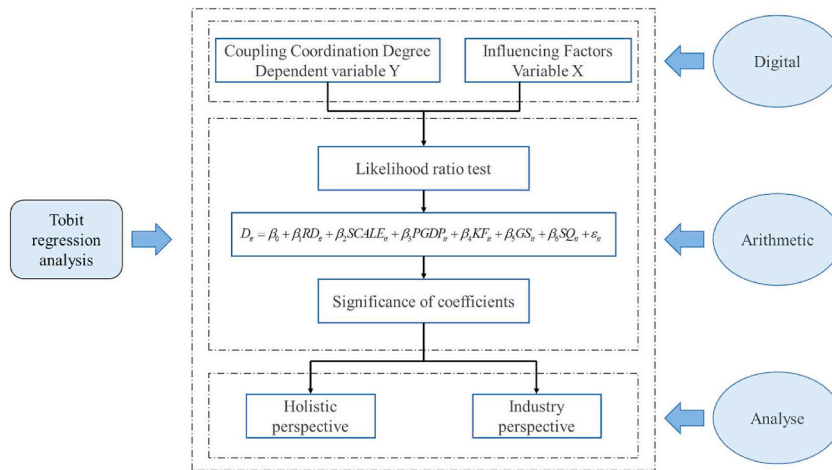 Coupling Coordination Degree
Dependent variable Y
Influencing Factors
Variable X
Digital
Likelihood ratio test
Tobit
regression
analysis
D_it = β_0 + β_1RD_it + β_2SCALE_it + β_3PGDP_it + β_4KF_it + β_5GS_it + β_6SQ_it + ε_it
Arithmetic
Significance of coefficients
Holistic
perspective
Industry
perspective
Analyse